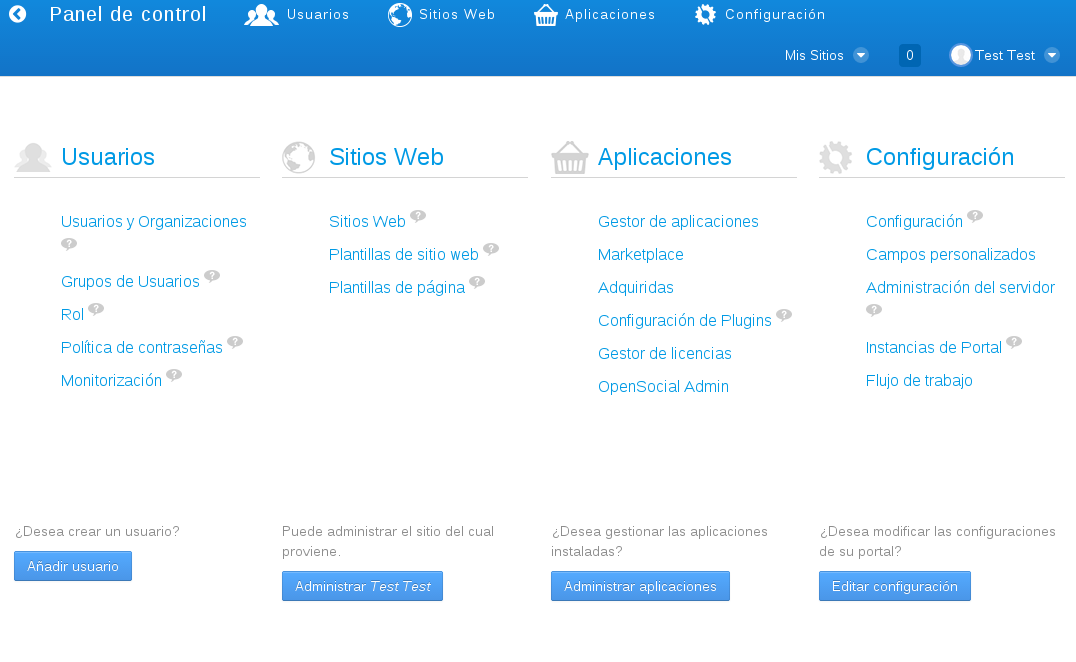 Panel de control
Usuarios
Sitios Web
Aplicaciones
Configuración
Mis Sitios
0
Test Test
Usuarios
Usuarios y Organizaciones
Grupos de Usuarios
Rol
Política de contraseñas
Monitorización
¿Desea crear un usuario?
Añadir usuario
Sitios Web
Sitios Web
Plantillas de sitio web
Plantillas de página
Puede administrar el sitio del cual
proviene.
Administrar Test Test
Aplicaciones
Gestor de aplicaciones
Marketplace
Adquiridas
Configuración de Plugins
Gestor de licencias
OpenSocial Admin
¿Desea gestionar las aplicaciones
instaladas?
Administrar aplicaciones
Configuración
Configuración
Campos personalizados
Administración del servidor
Instancias de Portal
Flujo de trabajo
¿Desea modificar las configuraciones
de su portal?
Editar configuración